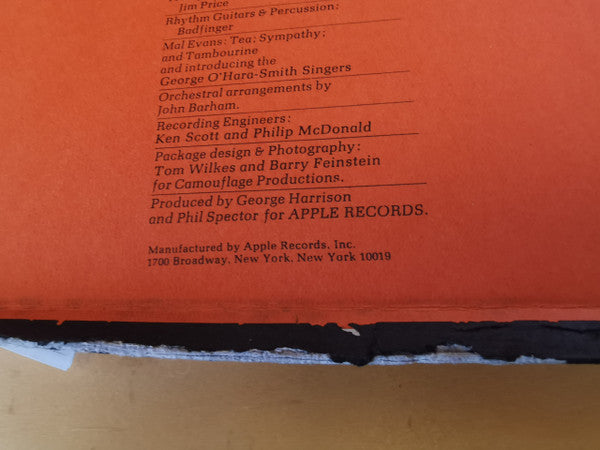 Jim Price
Rhythm Guitars & Percussion:
Badfinger
Mal Evans: Tea; Sympathy;
and Tambourine
and introducing the
George O'Hara-Smith Singers
Orchestral arrangements by
John Barham.
Recording Engineers:
Ken Scott and Philip McDonald
Package design & Photography:
Tom Wilkes and Barry Feinstein
for Camouflage Productions.
Produced by George Harrison
and Phil Spector for APPLE RECORDS.
Manufactured by Apple Records, Inc.
1700 Broadway, New York, New York 10019